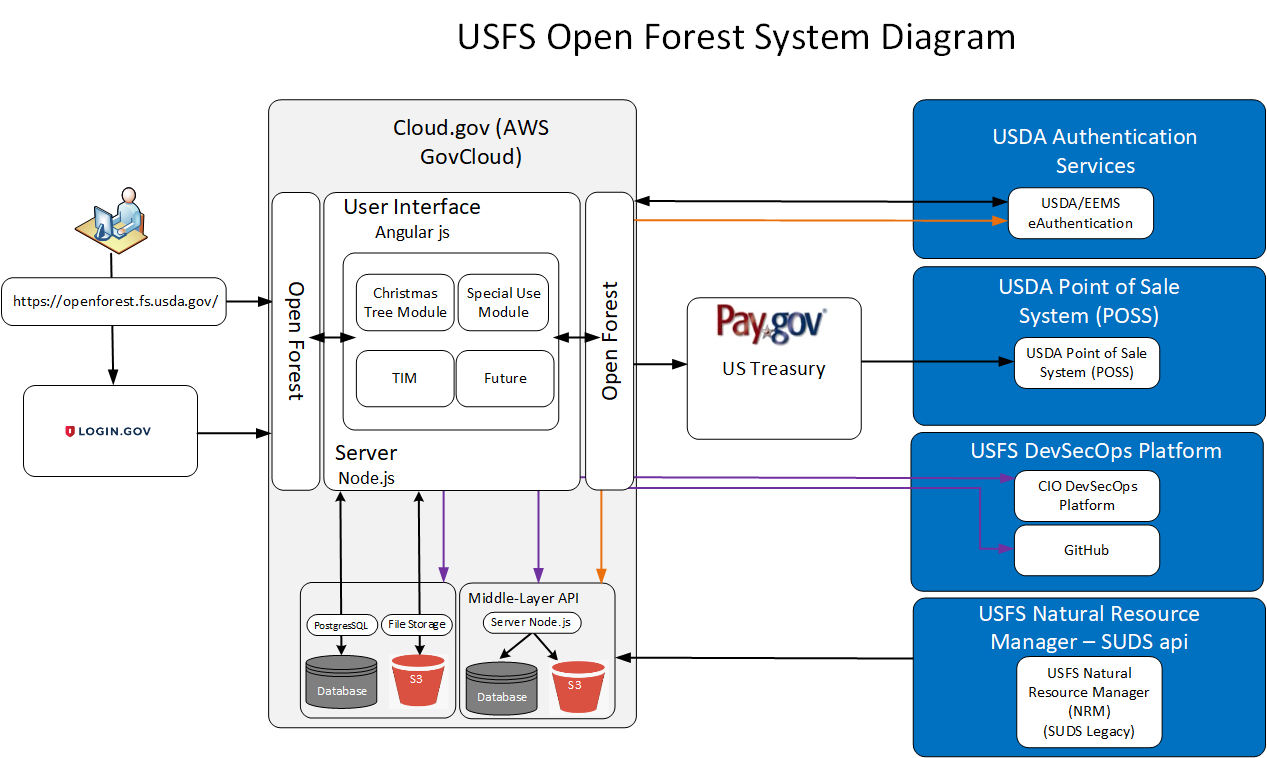 USFS Open Forest System Diagram
Cloud.gov (AWS
GovCloud)
https://openforest.fs.usda.gov/
LOGIN.GOV
Open Forest
User Interface
Angular js
Christmas
Tree Module
Special Use
Module
TIM
Future
Server
Node.js
Open Forest
PostgresSQL
File Storage
Database
S3
Middle-Layer API
Server Node.js
Database
S3
Pay.gov
US Treasury
USDA Authentication
Services
USDA/EEMS
eAuthentication
USDA Point of Sale
System (POSS)
USDA Point of Sale
System (POSS)
USFS DevSecOps Platform
CIO DevSecOps
Platform
GitHub
USFS Natural Resource
Manager – SUDS api
USFS Natural
Resource Manager
(NRM)
(SUDS Legacy)